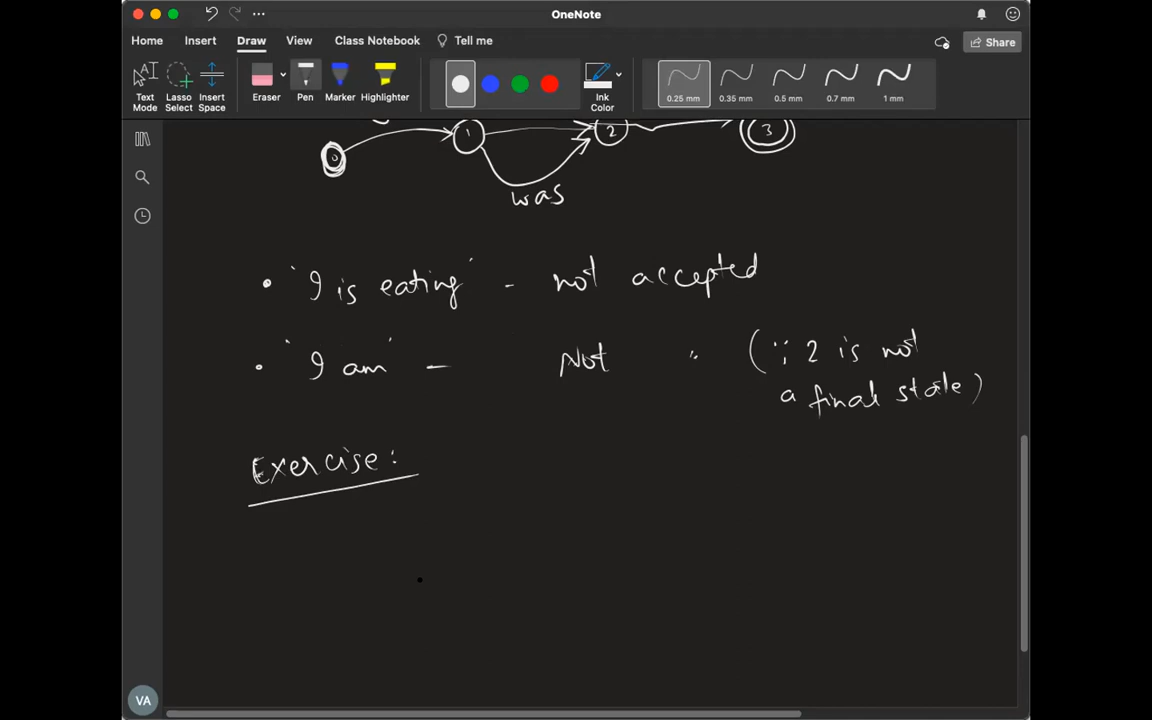 OneNote
Home Insert Draw View Class Notebook Tell me Share
Text Mode Lasso Select Insert Space Eraser Pen Marker Highlighter Ink Color 0.25 mm 0.35 mm 0.5 mm 0.7 mm 1 mm
0 1 2 3
was
• 'I is eating' - not accepted
• 'I am' - Not " (∵ 2 is not
a final state)
Exercise:
VA